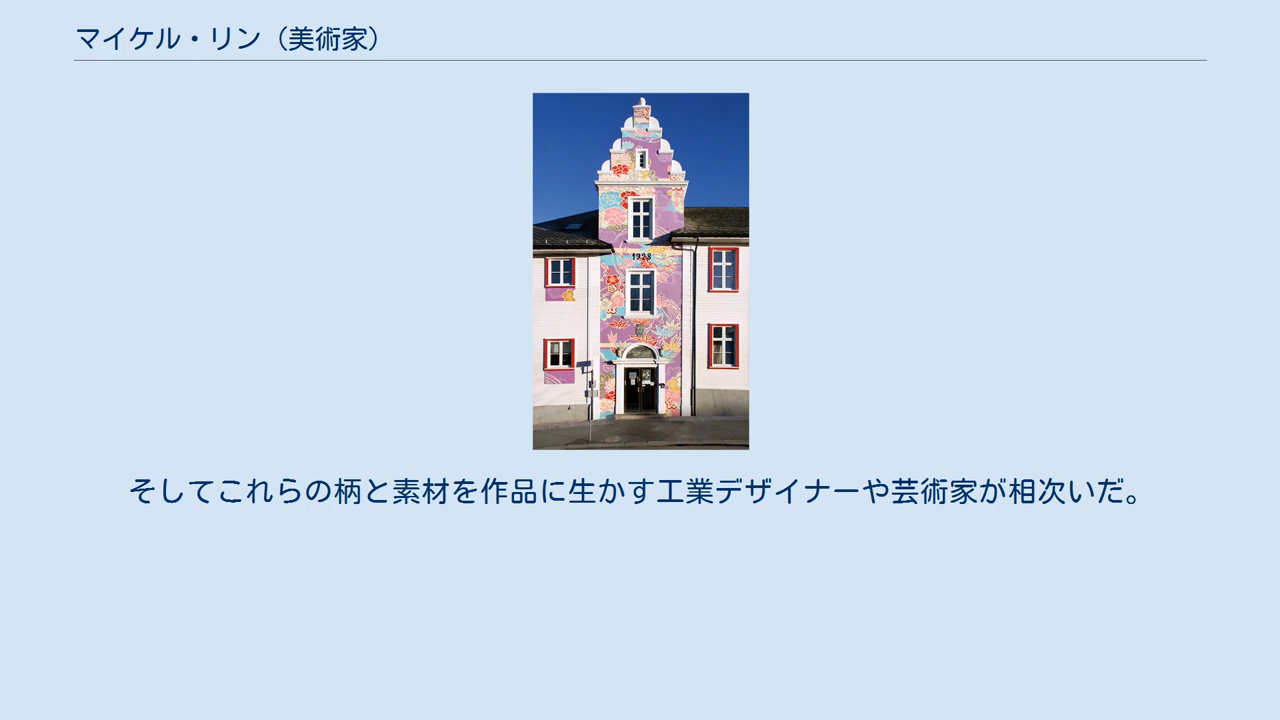 マイケル・リン（美術家）
1928
そしてこれらの柄と素材を作品に生かす工業デザイナーや芸術家が相次いだ。